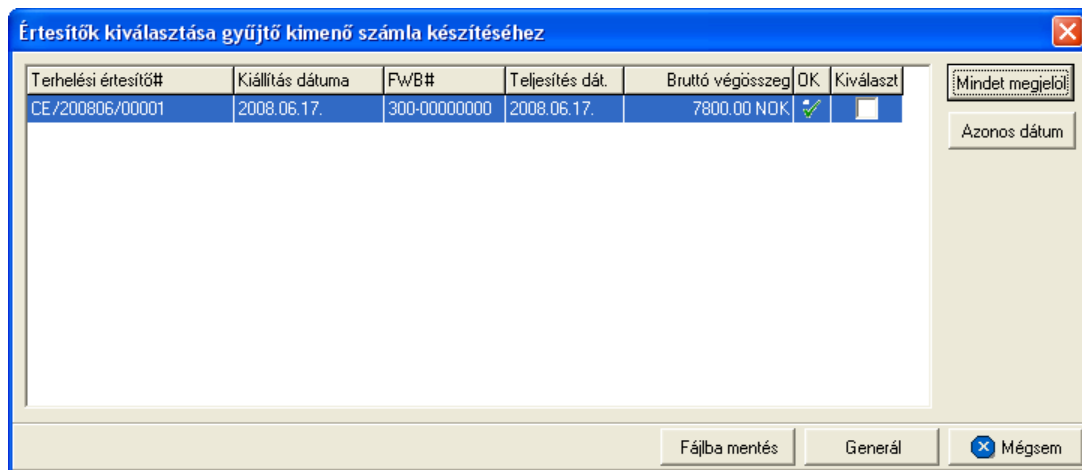 Értesítők kiválasztása gyűjtő kimenő számla készítéséhez
Terhelési értesítő# Kiállítás dátuma FWB# Teljesítés dát. Bruttó végösszeg OK Kiválaszt
CE/200806/00001 2008.06.17. 300-00000000 2008.06.17. 7800.00 NOK
Mindet megjelöl
Azonos dátum
Fájlba mentés Generál Mégsem